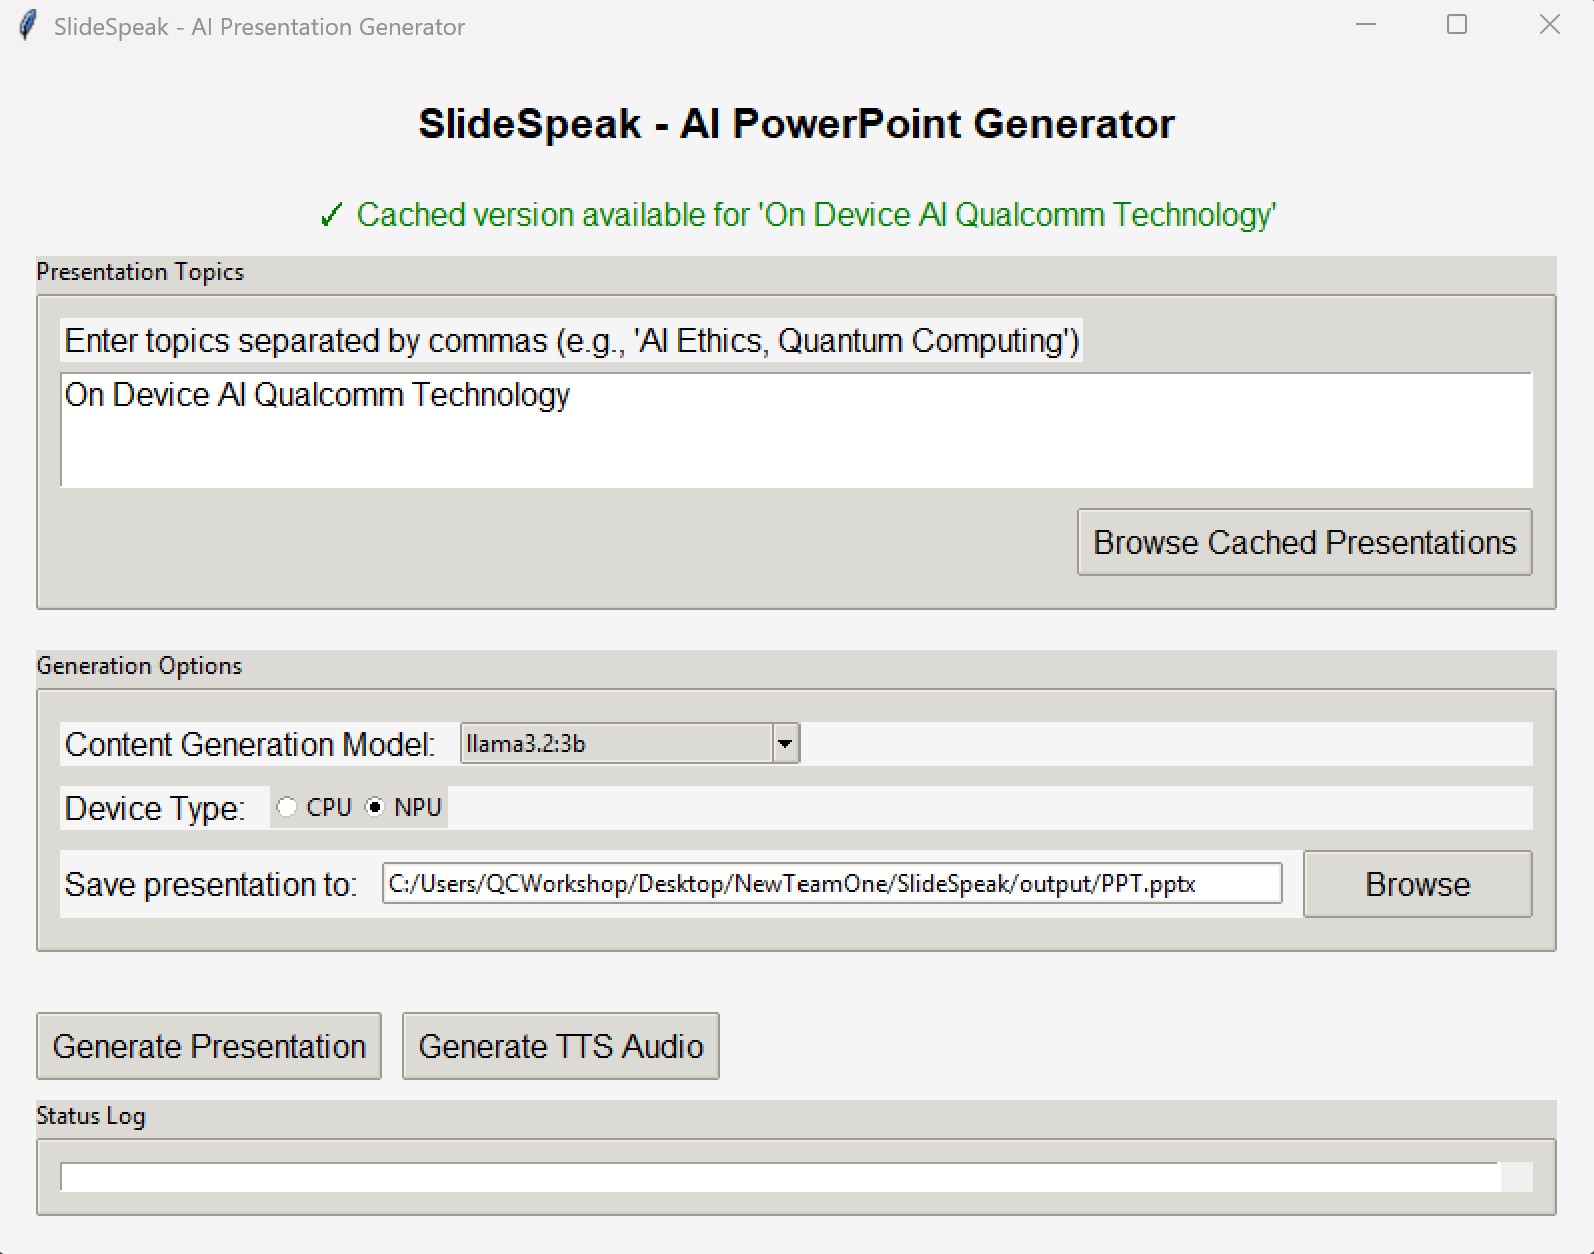 SlideSpeak - AI Presentation Generator
SlideSpeak - AI PowerPoint Generator
✓ Cached version available for 'On Device AI Qualcomm Technology'
Presentation Topics
Enter topics separated by commas (e.g., 'AI Ethics, Quantum Computing')
On Device AI Qualcomm Technology
Browse Cached Presentations
Generation Options
Content Generation Model: llama3.2:3b
Device Type: CPU NPU
Save presentation to: C:/Users/QCWorkshop/Desktop/NewTeamOne/SlideSpeak/output/PPT.pptx Browse
Generate Presentation Generate TTS Audio
Status Log